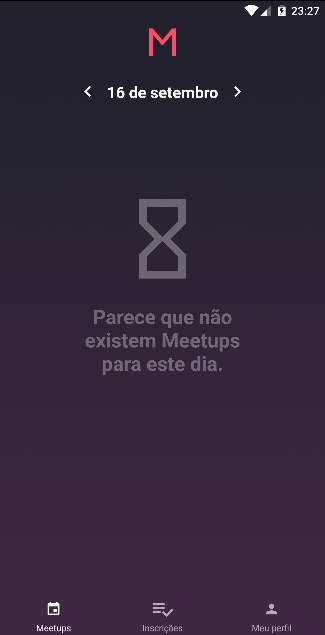 23:27
M
16 de setembro
Parece que não
existem Meetups
para este dia.
Meetups
Inscrições
Meu perfil